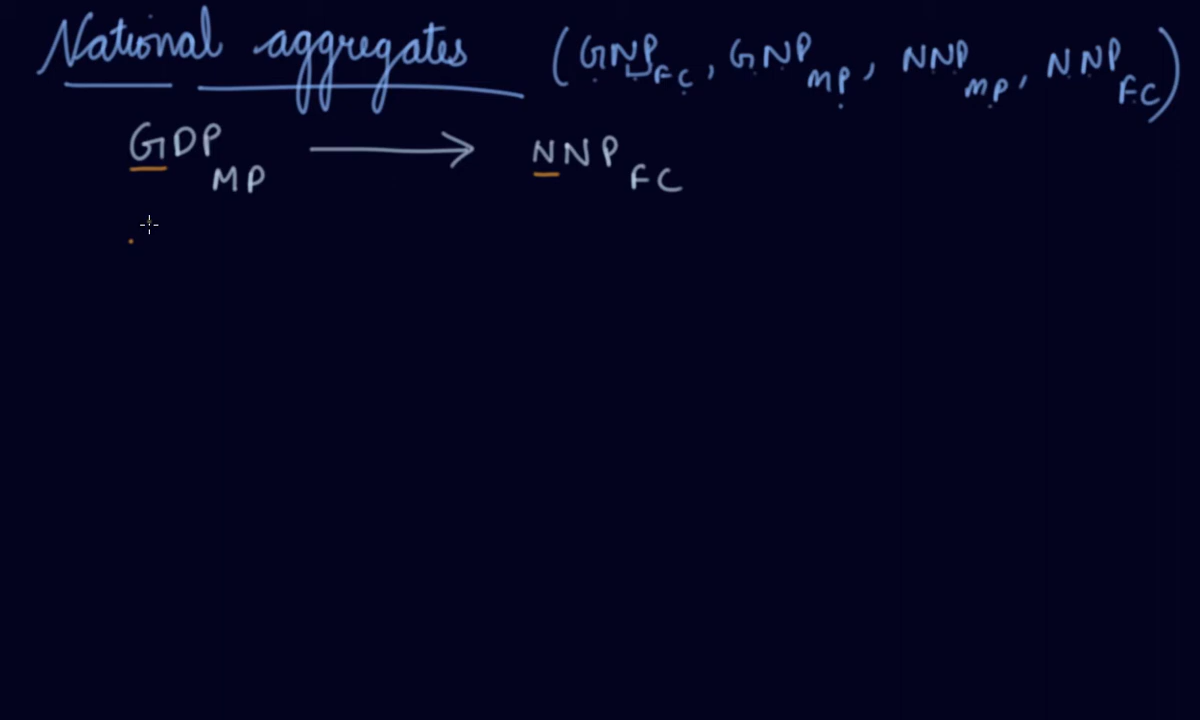 National aggregates (GNP FC, GNP MP, NNP MP, NNP FC)
GDP MP → NNP FC